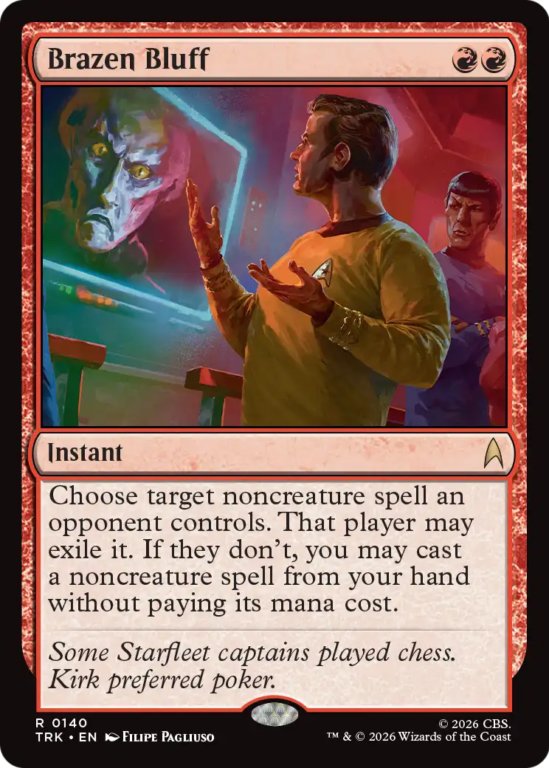 Brazen Bluff
Instant
Choose target noncreature spell an
opponent controls. That player may
exile it. If they don't, you may cast
a noncreature spell from your hand
without paying its mana cost.
Some Starfleet captains played chess.
Kirk preferred poker.
R 0140
TRK • EN Filipe Pagliuso
© 2026 CBS.
™ & © 2026 Wizards of the Coast